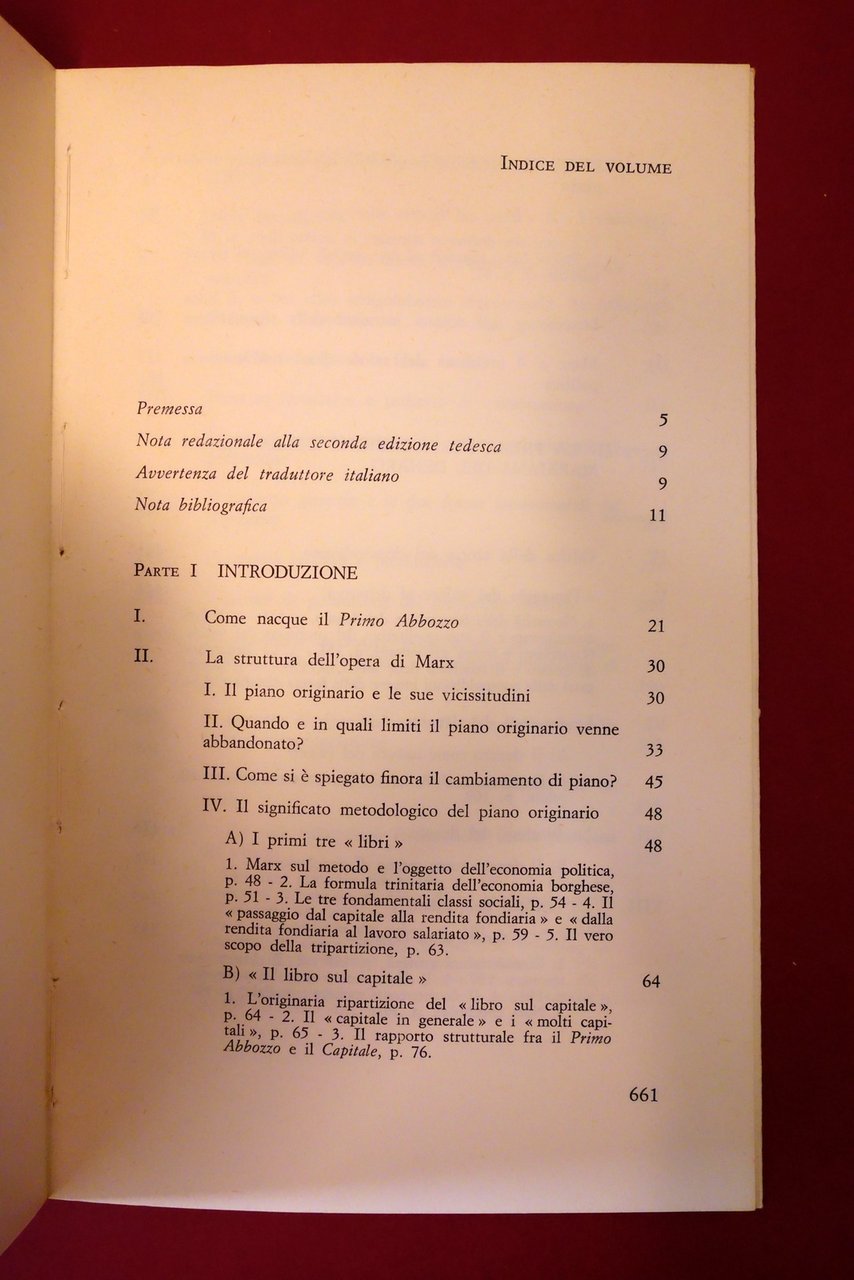 INDICE DEL VOLUME
Premessa 5
Nota redazionale alla seconda edizione tedesca 9
Avvertenza del traduttore italiano 9
Nota bibliografica 11
PARTE I INTRODUZIONE
I. Come nacque il Primo Abbozzo 21
II. La struttura dell'opera di Marx 30
I. Il piano originario e le sue vicissitudini 30
II. Quando e in quali limiti il piano originario venne
abbandonato? 33
III. Come si è spiegato finora il cambiamento di piano? 45
IV. Il significato metodologico del piano originario 48
A) I primi tre « libri » 48
1. Marx sul metodo e l'oggetto dell'economia politica,
p. 48 - 2. La formula trinitaria dell'economia borghese,
p. 51 - 3. Le tre fondamentali classi sociali, p. 54 - 4. Il
« passaggio dal capitale alla rendita fondiaria » e « dalla
rendita fondiaria al lavoro salariato », p. 59 - 5. Il vero
scopo della tripartizione, p. 63.
B) « Il libro sul capitale » 64
1. L'originaria ripartizione del « libro sul capitale »,
p. 64 - 2. Il « capitale in generale » e i « molti capi-
tali », p. 65 - 3. Il rapporto strutturale fra il Primo
Abbozzo e il Capitale, p. 76.
661